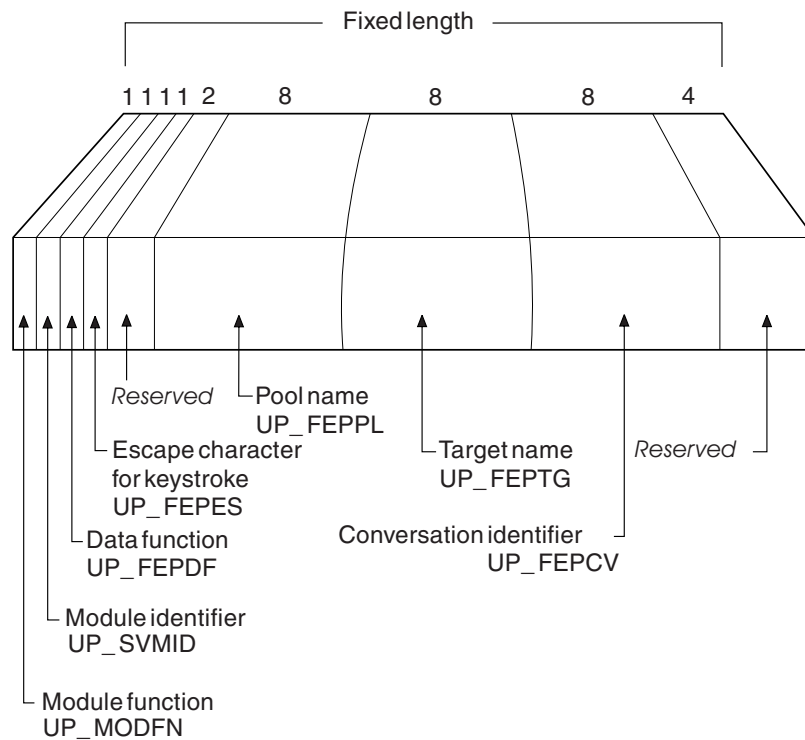 Fixed length
1 1 1 1 2 8 8 8 4
Reserved
Pool name
UP_FEPPL
Escape character
for keystroke
UP_FEPES
Target name
UP_FEPTG
Reserved
Data function
UP_FEPDF
Conversation identifier
UP_FEPCV
Module identifier
UP_SVMID
Module function
UP_MODFN